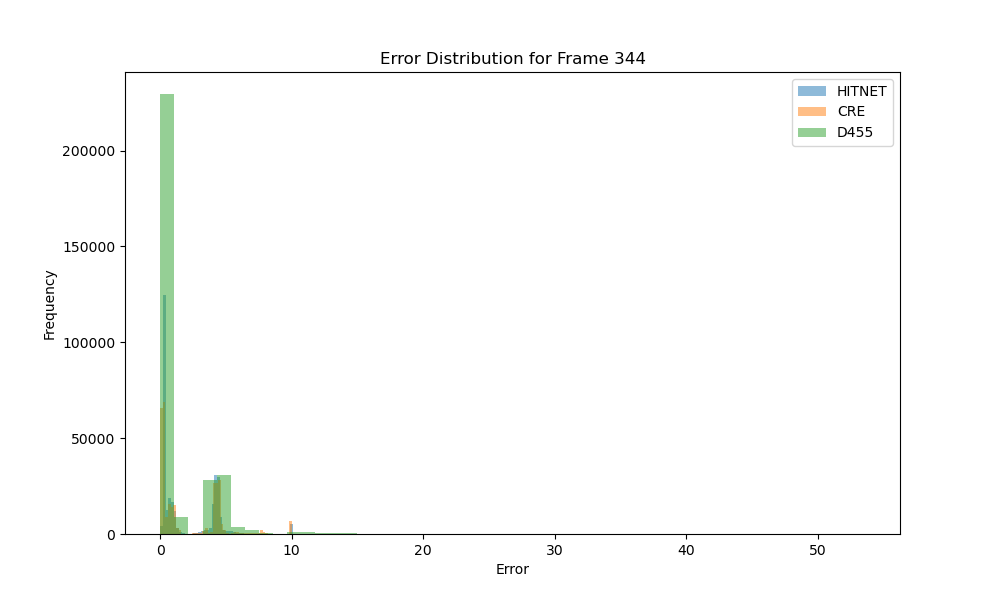 Error Distribution for Frame 344
HITNET
CRE
D455
200000
150000
100000
50000
0
Frequency
0 10 20 30 40 50
Error